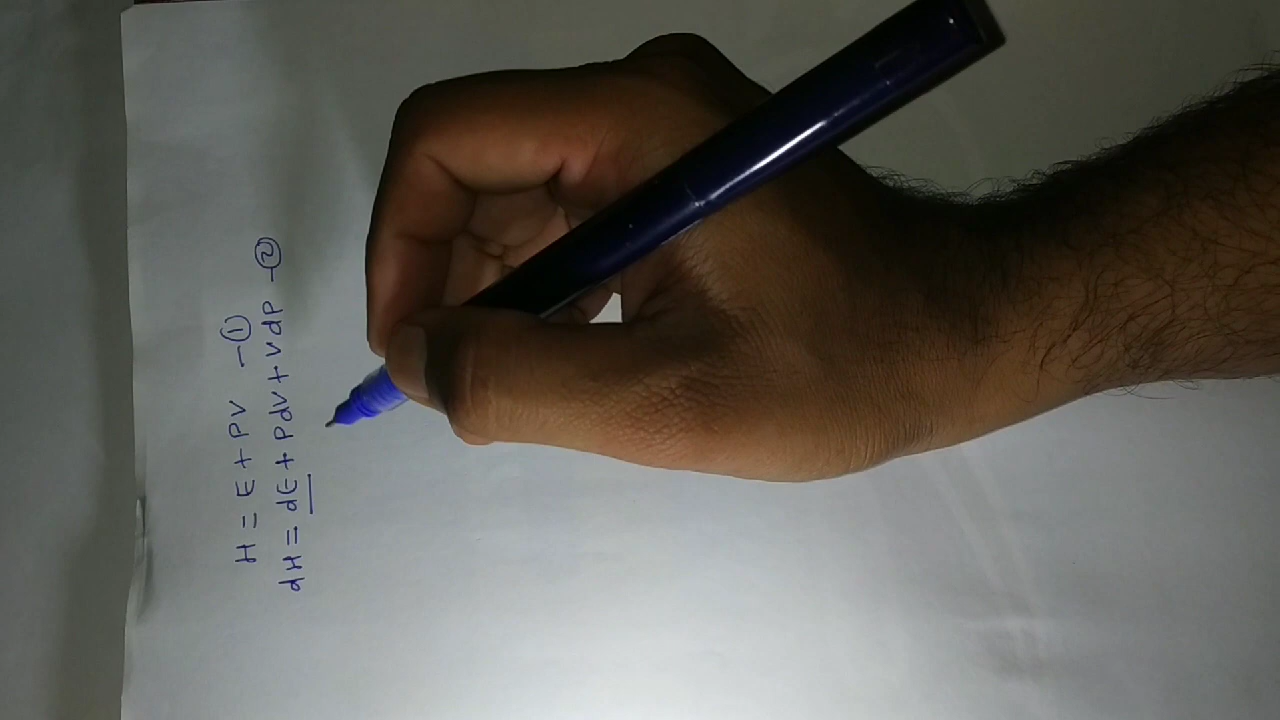 H = E + PV - ①
dH = dE + PdV + VdP - ②